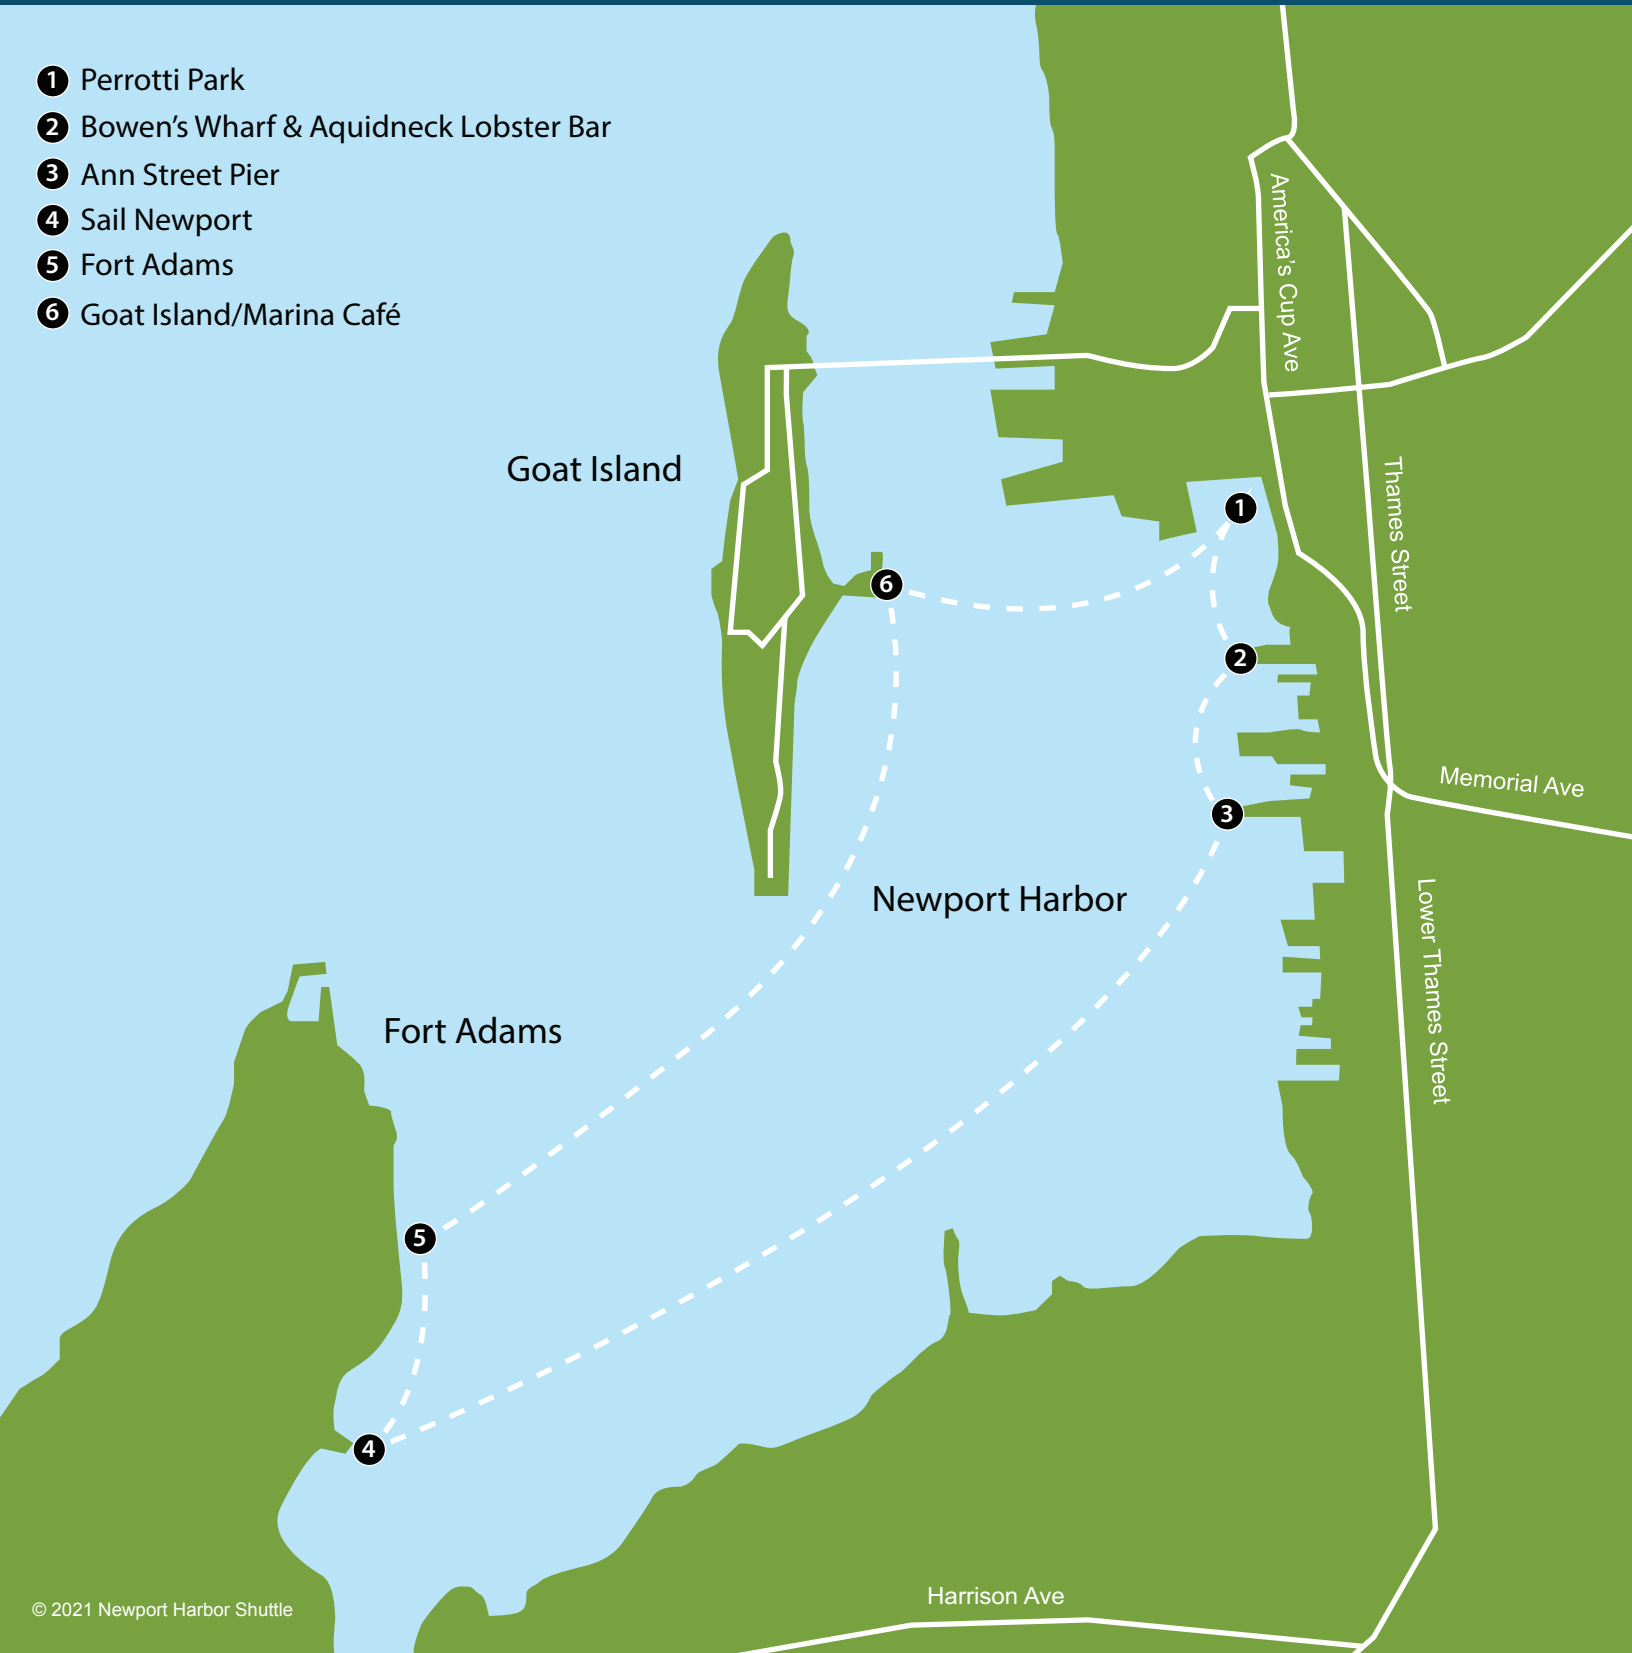 1 Perrotti Park
2 Bowen's Wharf & Aquidneck Lobster Bar
3 Ann Street Pier
4 Sail Newport
5 Fort Adams
6 Goat Island/Marina Café
America's Cup Ave
Goat Island
Thames Street
1
6
2
Memorial Ave
3
Newport Harbor
Lower Thames Street
Fort Adams
5
4
Harrison Ave
© 2021 Newport Harbor Shuttle